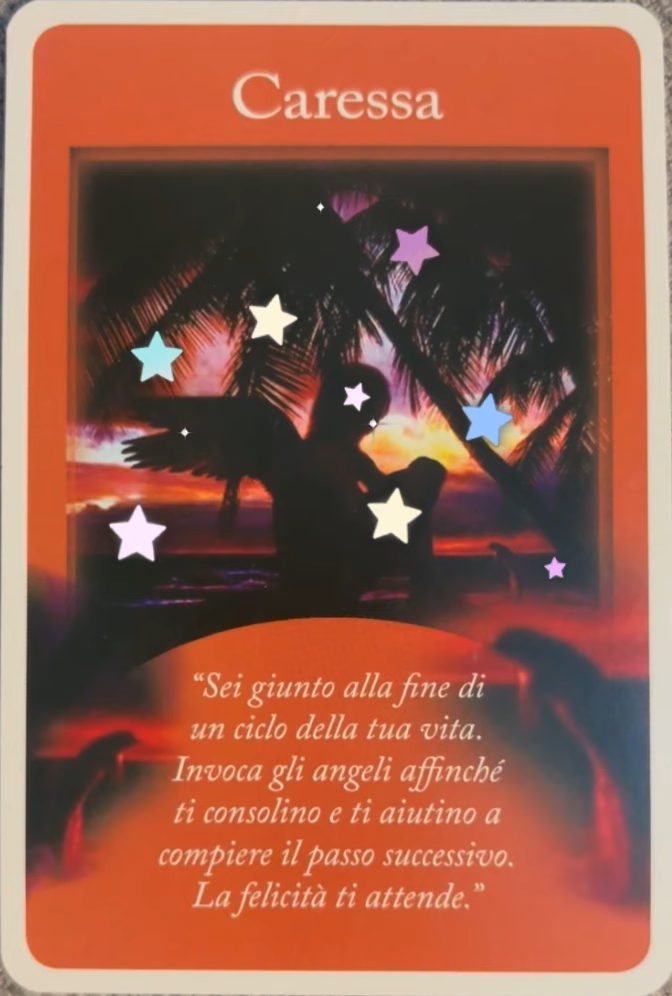 Caressa
“Sei giunto alla fine di
un ciclo della tua vita.
Invoca gli angeli affinché
ti consolino e ti aiutino a
compiere il passo successivo.
La felicità ti attende.”